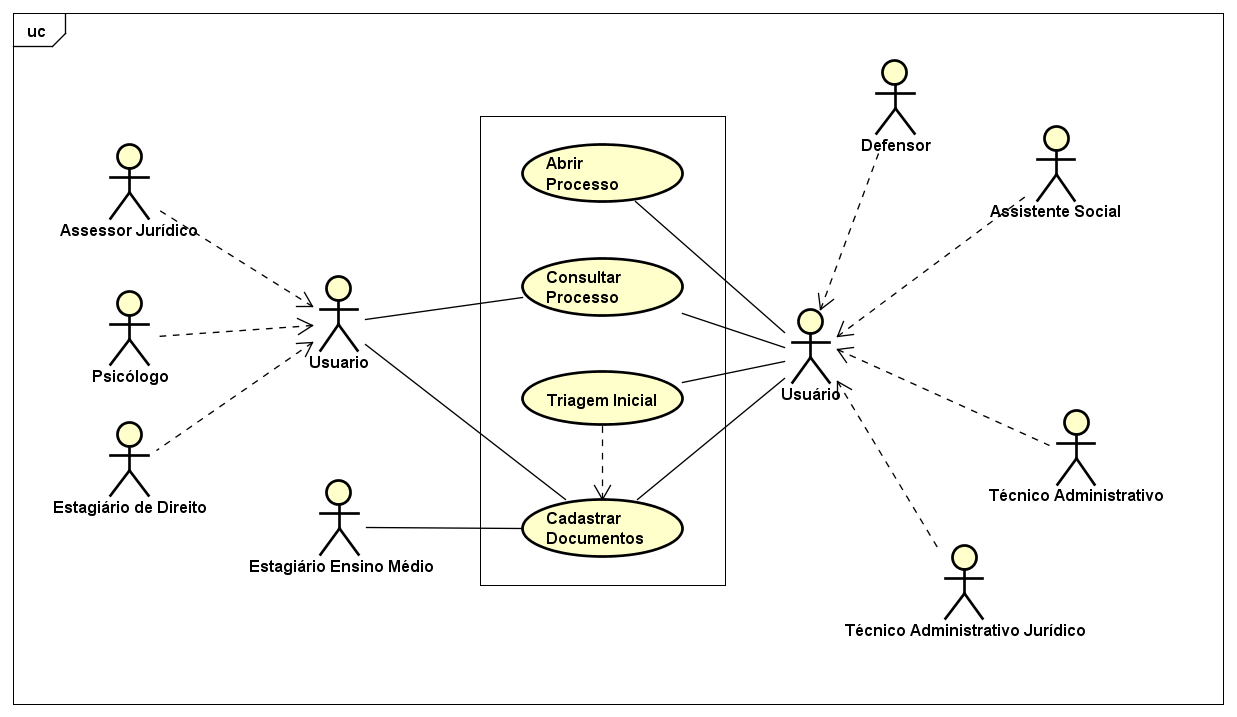 uc
Defensor
Assistente Social
Abrir
Processo
Assessor Jurídico
Consultar
Processo
Usuario
Psicólogo
Usuário
Triagem Inicial
Estagiário de Direito
Técnico Administrativo
Cadastrar
Documentos
Estagiário Ensino Médio
Técnico Administrativo Jurídico